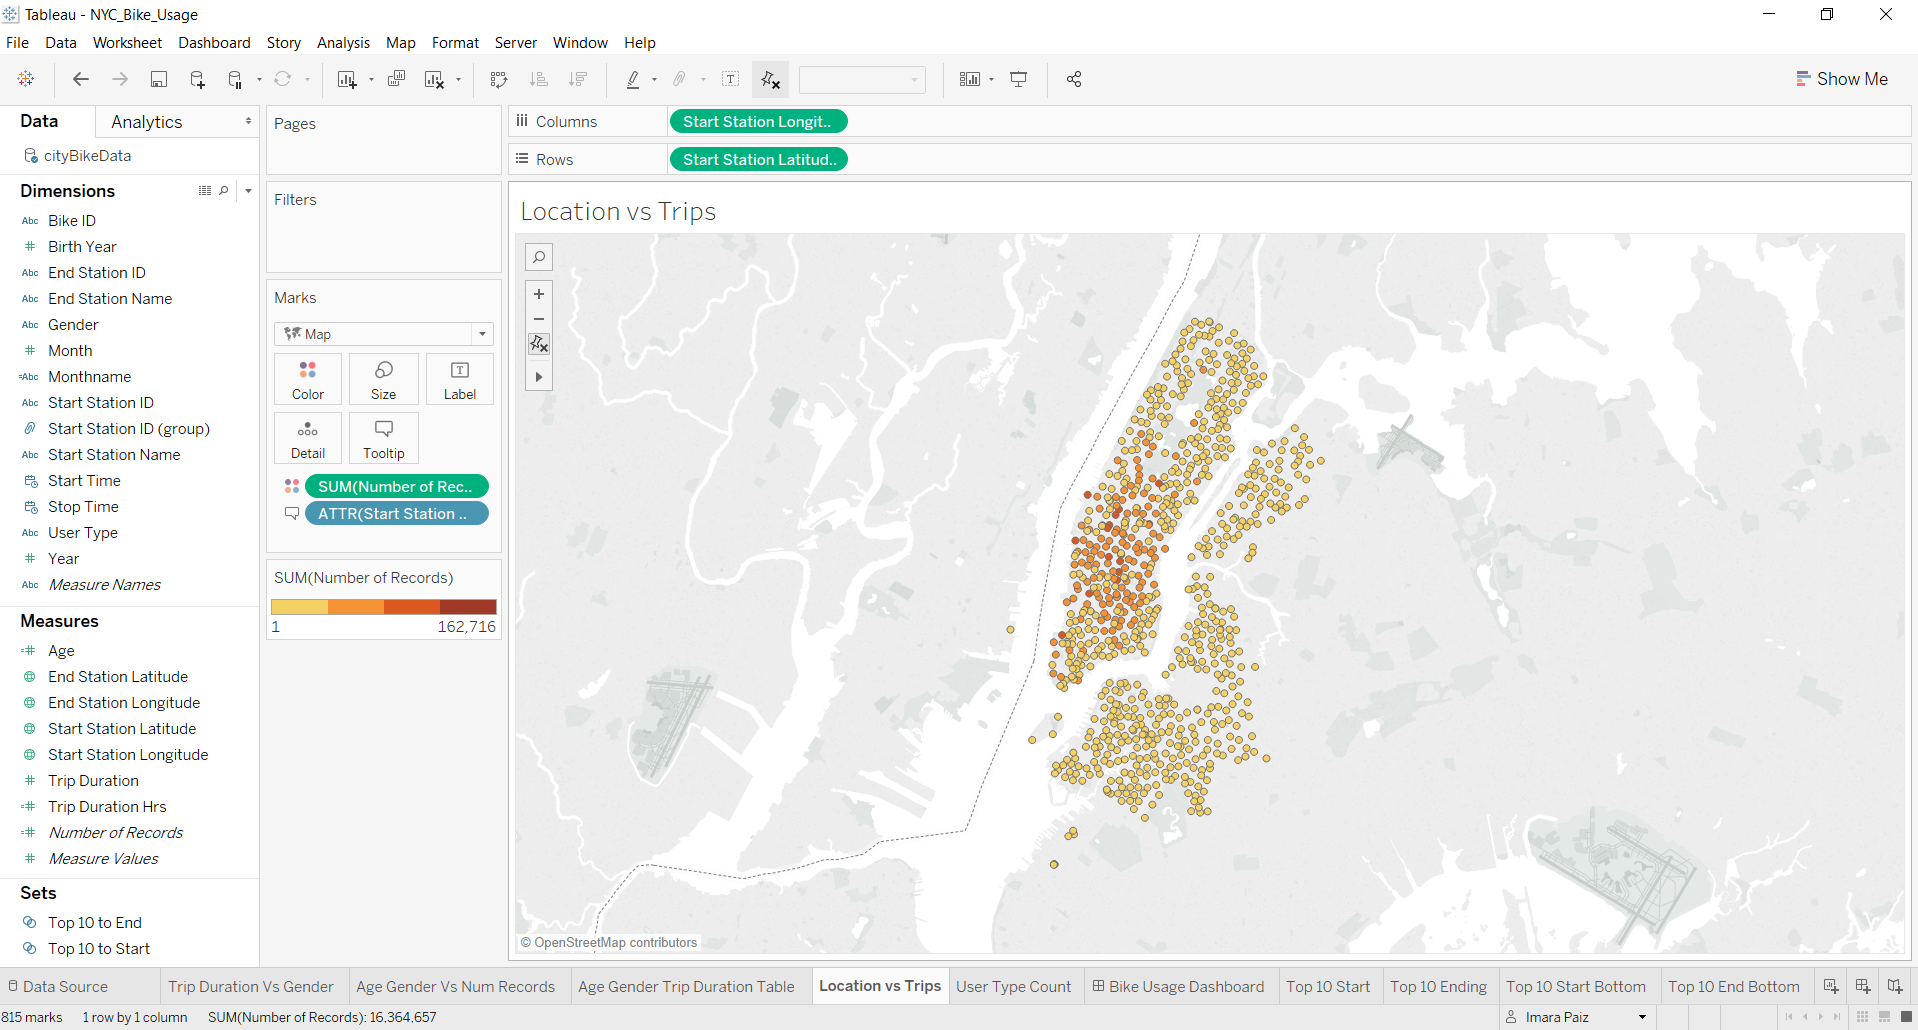 Tableau - NYC_Bike_Usage
File Data Worksheet Dashboard Story Analysis Map Format Server Window Help
Show Me
Data Analytics
cityBikeData
Dimensions
Abc Bike ID
# Birth Year
Abc End Station ID
Abc End Station Name
Abc Gender
# Month
=Abc Monthname
Abc Start Station ID
Start Station ID (group)
Abc Start Station Name
Start Time
Stop Time
Abc User Type
# Year
Abc Measure Names
Measures
=# Age
End Station Latitude
End Station Longitude
Start Station Latitude
Start Station Longitude
# Trip Duration
=# Trip Duration Hrs
=# Number of Records
# Measure Values
Sets
Top 10 to End
Top 10 to Start
Pages
Filters
Marks
Map
Color Size Label
Detail Tooltip
SUM(Number of Rec..
ATTR(Start Station ..
SUM(Number of Records)
1 162,716
Columns Start Station Longit..
Rows Start Station Latitud..
Location vs Trips
© OpenStreetMap contributors
Data Source Trip Duration Vs Gender Age Gender Vs Num Records Age Gender Trip Duration Table Location vs Trips User Type Count Bike Usage Dashboard Top 10 Start Top 10 Ending Top 10 Start Bottom Top 10 End Bottom
815 marks 1 row by 1 column SUM(Number of Records): 16,364,657 Imara Paiz